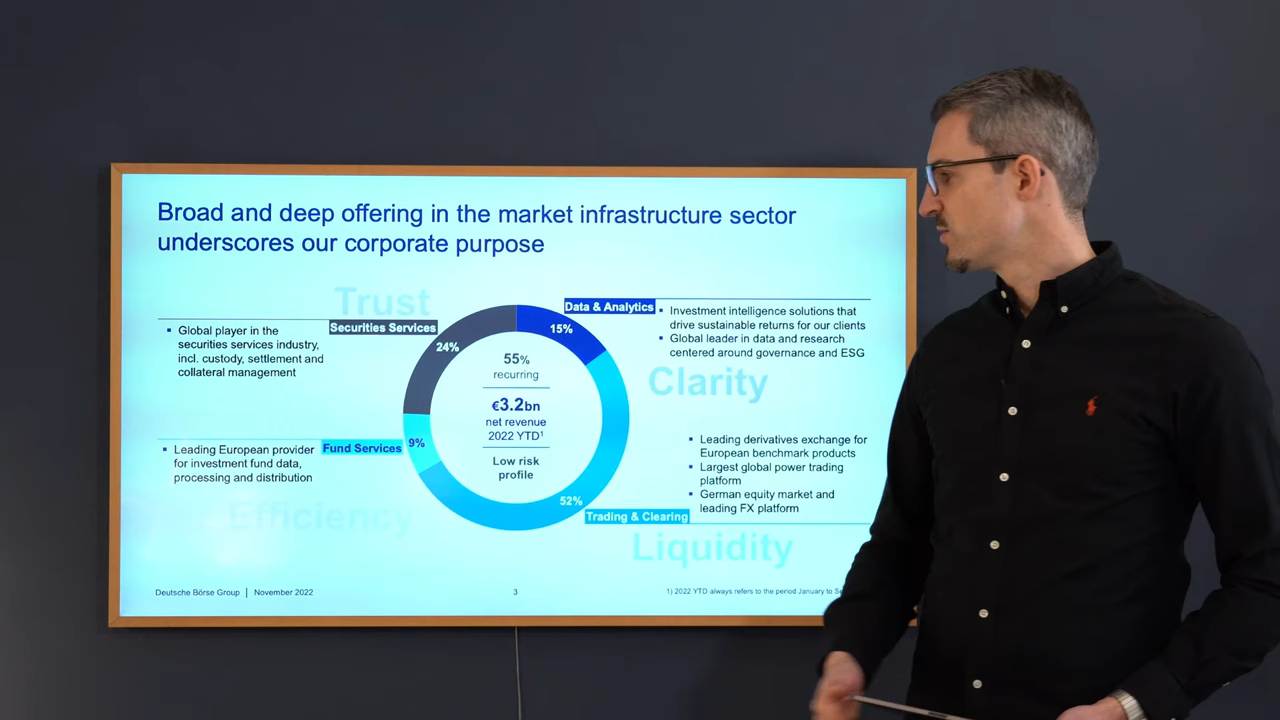 Broad and deep offering in the market infrastructure sector
underscores our corporate purpose
Trust
Securities Services
▪ Global player in the
securities services industry,
incl. custody, settlement and
collateral management
24%
Data & Analytics
15%
▪ Investment intelligence solutions that
drive sustainable returns for our clients
▪ Global leader in data and research
centered around governance and ESG
Clarity
55%
recurring
€3.2bn
net revenue
2022 YTD¹
Low risk
profile
Fund Services
9%
▪ Leading European provider
for investment fund data,
processing and distribution
Efficiency
▪ Leading derivatives exchange for
European benchmark products
▪ Largest global power trading
platform
▪ German equity market and
leading FX platform
52%
Trading & Clearing
Liquidity
Deutsche Börse Group | November 2022
3
1) 2022 YTD always refers to the period January to